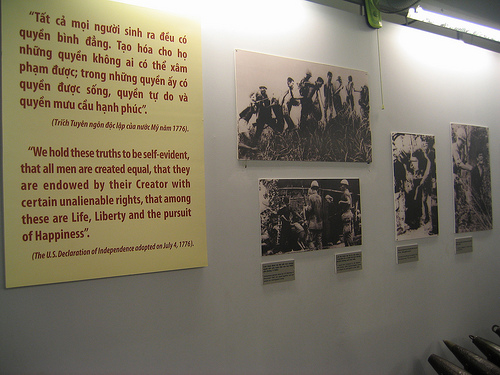 “Tất cả mọi người sinh ra đều có
quyền bình đẳng. Tạo hóa cho họ
những quyền không ai có thể xâm
phạm được; trong những quyền ấy có
quyền được sống, quyền tự do và
quyền mưu cầu hạnh phúc”.
(Trích Tuyên ngôn độc lập của nước Mỹ năm 1776).
“We hold these truths to be self-evident,
that all men are created equal, that they
are endowed by their Creator with
certain unalienable rights, that among
these are Life, Liberty and the pursuit
of Happiness”.
(The U.S. Declaration of Independence adopted on July 4, 1776).